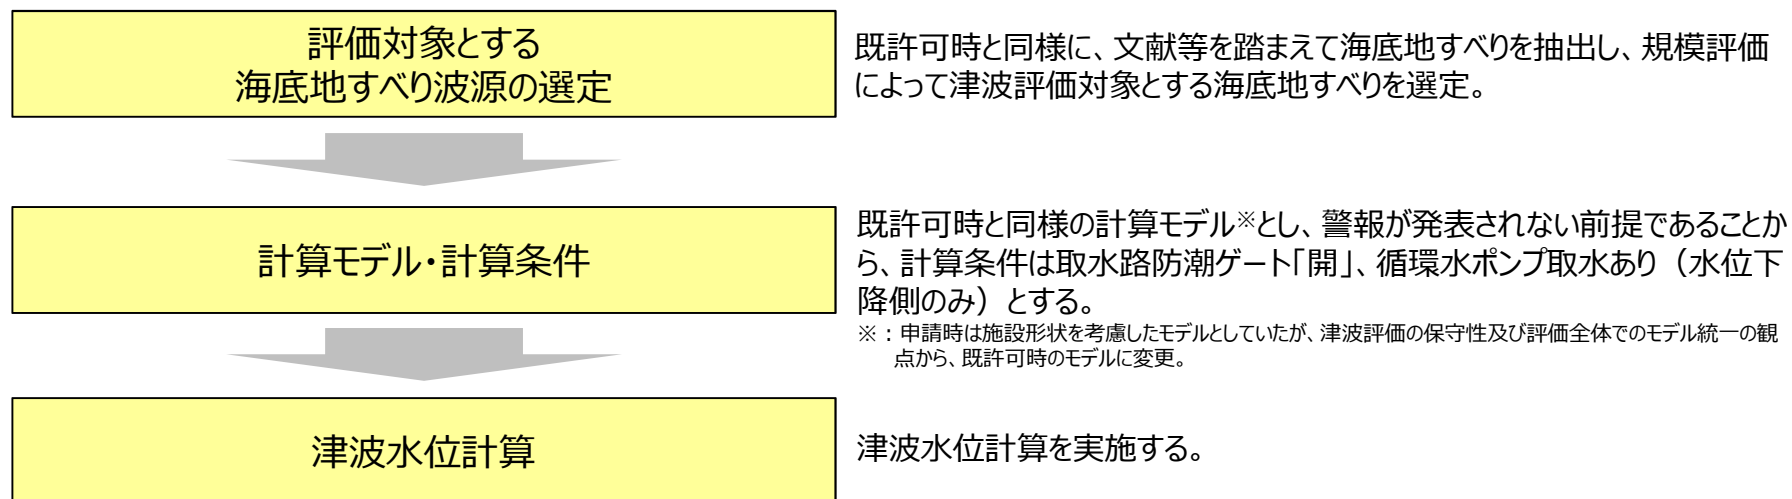 評価対象とする
海底地すべり波源の選定
既許可時と同様に、文献等を踏まえて海底地すべりを抽出し、規模評価
によって津波評価対象とする海底地すべりを選定。
計算モデル・計算条件
既許可時と同様の計算モデル※とし、警報が発表されない前提であることか
ら、計算条件は取水路防潮ゲート「開」、循環水ポンプ取水あり（水位下
降側のみ）とする。
※：申請時は施設形状を考慮したモデルとしていたが、津波評価の保守性及び評価全体でのモデル統一の観
点から、既許可時のモデルに変更。
津波水位計算
津波水位計算を実施する。